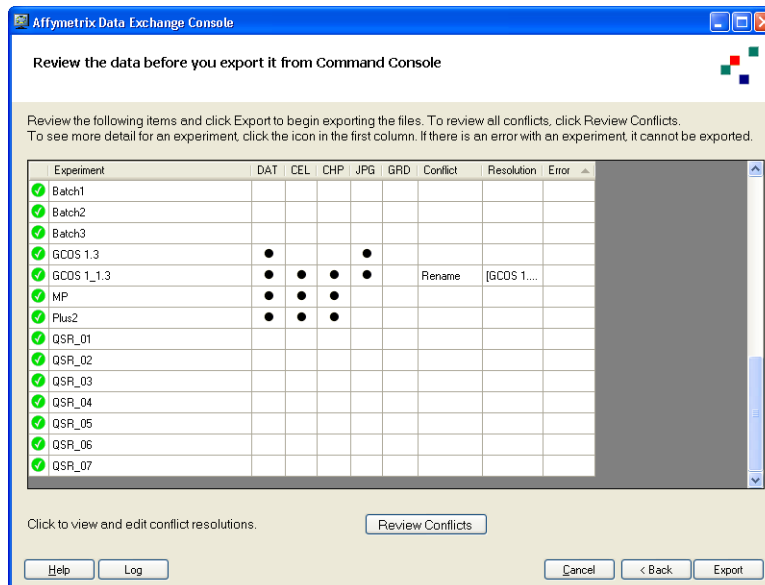 Affymetrix Data Exchange Console
Review the data before you export it from Command Console
Review the following items and click Export to begin exporting the files. To review all conflicts, click Review Conflicts.
To see more detail for an experiment, click the icon in the first column. If there is an error with an experiment, it cannot be exported.
Experiment DAT CEL CHP JPG GRD Conflict Resolution Error
Batch1
Batch2
Batch3
GCOS 1.3
GCOS 1_1.3 Rename [GCOS 1....
MP
Plus2
QSR_01
QSR_02
QSR_03
QSR_04
QSR_05
QSR_06
QSR_07
Click to view and edit conflict resolutions. Review Conflicts
Help Log Cancel < Back Export